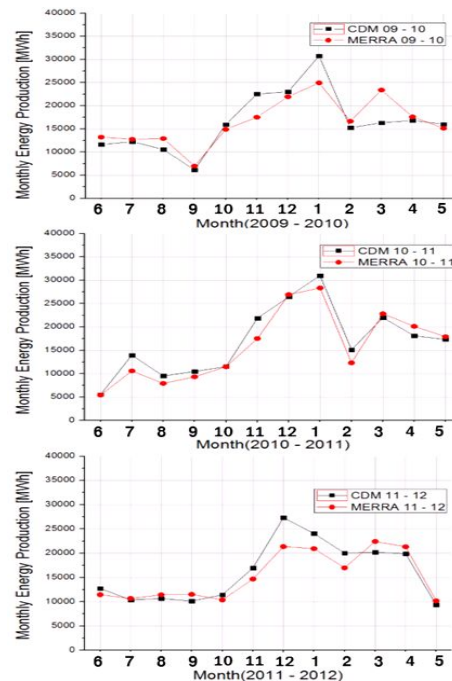 Monthly Energy Production [MWh]
40000
35000
30000
25000
20000
15000
10000
5000
0
CDM 09 - 10
MERRA 09 - 10
6 7 8 9 10 11 12 1 2 3 4 5
Month(2009 - 2010)
Monthly Energy Production [MWh]
40000
35000
30000
25000
20000
15000
10000
5000
0
CDM 10 - 11
MERRA 10 - 11
6 7 8 9 10 11 12 1 2 3 4 5
Month(2010 - 2011)
Monthly Energy Production [MWh]
40000
35000
30000
25000
20000
15000
10000
5000
0
CDM 11 - 12
MERRA 11 - 12
6 7 8 9 10 11 12 1 2 3 4 5
Month(2011 - 2012)